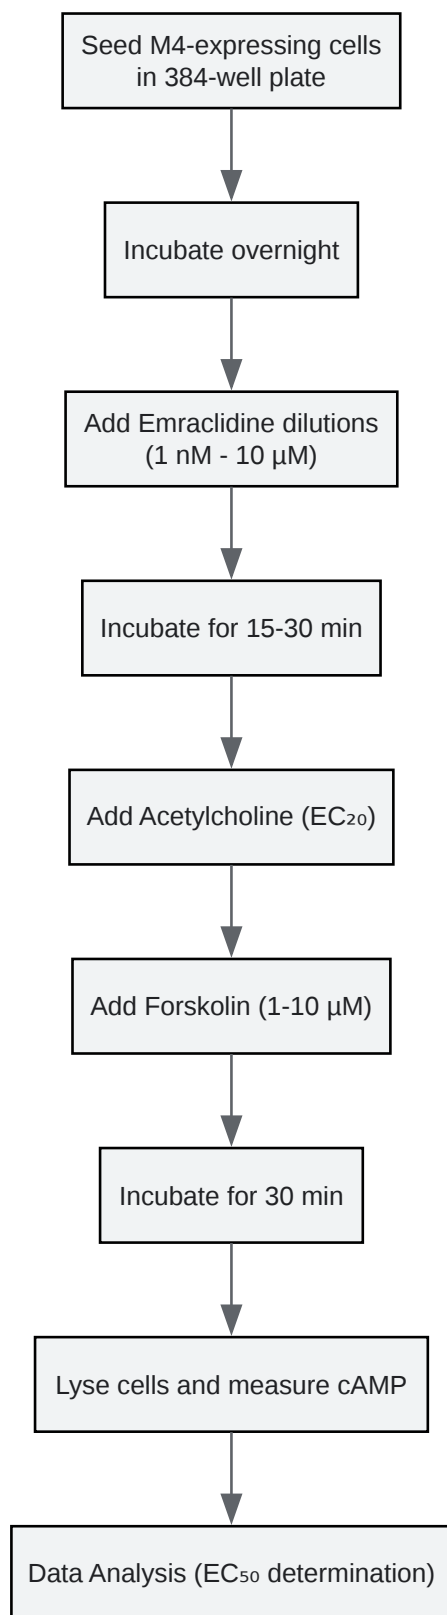 Seed M4-expressing cells
in 384-well plate
Incubate overnight
Add Emraclidine dilutions
(1 nM - 10 µM)
Incubate for 15-30 min
Add Acetylcholine (EC₂₀)
Add Forskolin (1-10 µM)
Incubate for 30 min
Lyse cells and measure cAMP
Data Analysis (EC₅₀ determination)